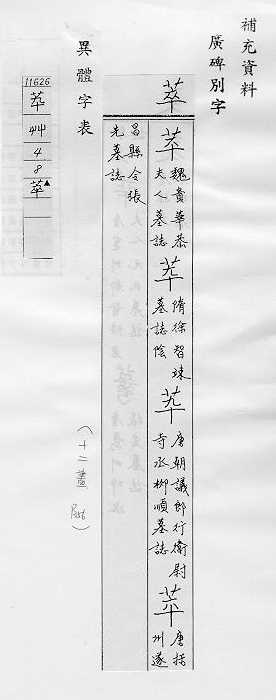 補充資料
廣碑別字
萃
萃 魏貴華恭夫人墓誌 萃 隋徐智竦墓誌陰 萃 唐朝議郎行衛尉寺丞柳順墓誌 萃 唐括州遂昌縣令張先墓誌
異體字表
11626
萃
艸
4
8
萃
(十二畫)